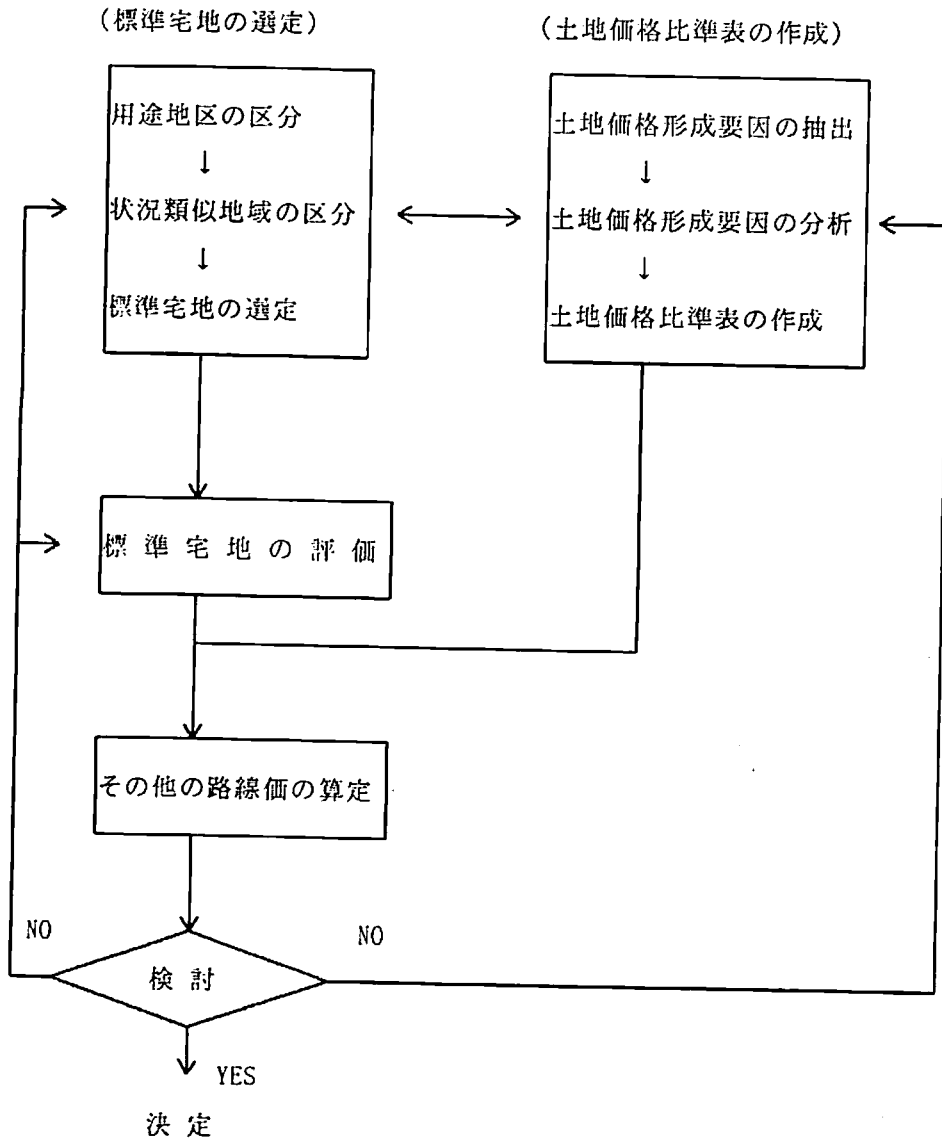 (標準宅地の選定)
(土地価格比準表の作成)
用途地区の区分
↓
状況類似地域の区分
↓
標準宅地の選定
土地価格形成要因の抽出
↓
土地価格形成要因の分析
↓
土地価格比準表の作成
標準宅地の評価
その他の路線価の算定
NO
NO
検討
YES
決定